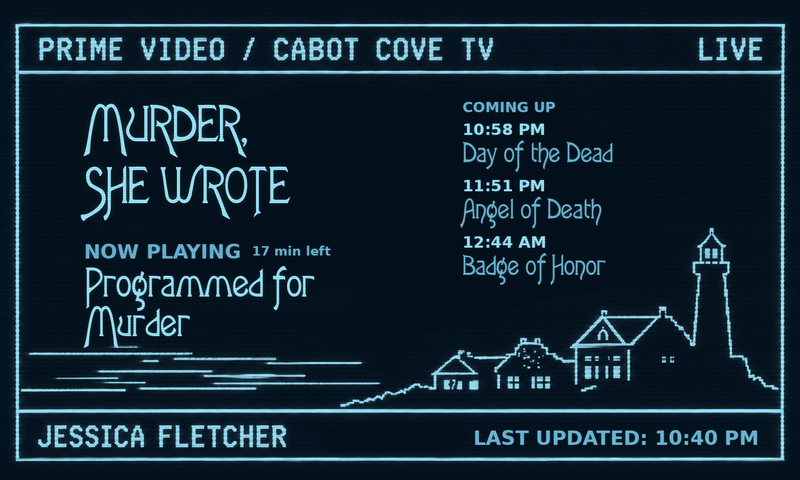 PRIME VIDEO / CABOT COVE TV
LIVE
MURDER,
SHE WROTE
NOW PLAYING 17 min left
Programmed for
Murder
COMING UP
10:58 PM
Day of the Dead
11:51 PM
Angel of Death
12:44 AM
Badge of Honor
JESSICA FLETCHER
LAST UPDATED: 10:40 PM